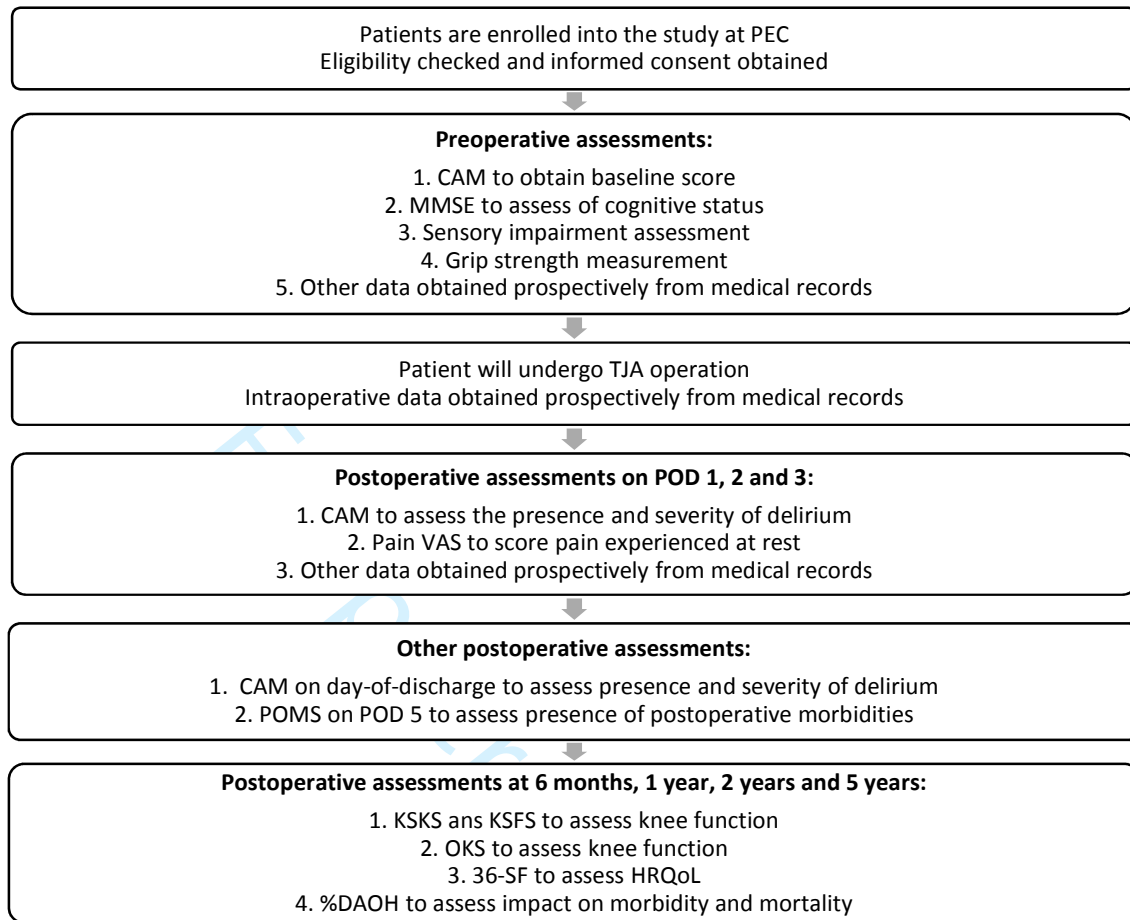 Patients are enrolled into the study at PEC
Eligibility checked and informed consent obtained
Preoperative assessments:
1. CAM to obtain baseline score
2. MMSE to assess of cognitive status
3. Sensory impairment assessment
4. Grip strength measurement
5. Other data obtained prospectively from medical records
Patient will undergo TJA operation
Intraoperative data obtained prospectively from medical records
Postoperative assessments on POD 1, 2 and 3:
1. CAM to assess the presence and severity of delirium
2. Pain VAS to score pain experienced at rest
3. Other data obtained prospectively from medical records
Other postoperative assessments:
1. CAM on day-of-discharge to assess presence and severity of delirium
2. POMS on POD 5 to assess presence of postoperative morbidities
Postoperative assessments at 6 months, 1 year, 2 years and 5 years:
1. KSKS ans KSFS to assess knee function
2. OKS to assess knee function
3. 36-SF to assess HRQoL
4. %DAOH to assess impact on morbidity and mortality